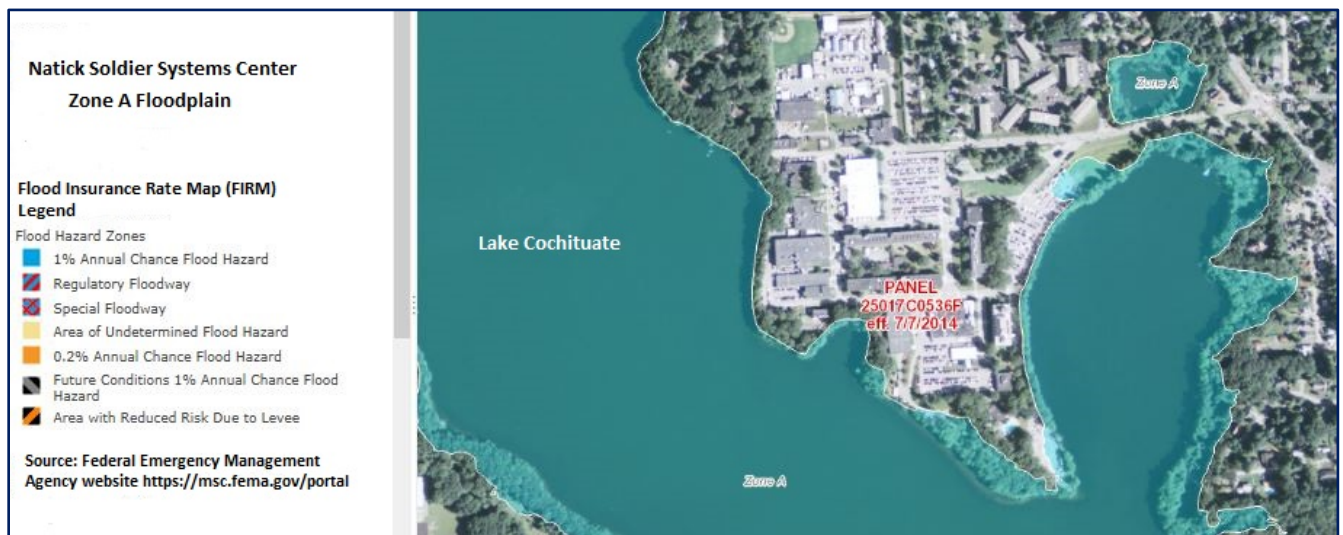 Natick Soldier Systems Center
Zone A Floodplain
Flood Insurance Rate Map (FIRM)
Legend
Flood Hazard Zones
1% Annual Chance Flood Hazard
Regulatory Floodway
Special Floodway
Area of Undetermined Flood Hazard
0.2% Annual Chance Flood Hazard
Future Conditions 1% Annual Chance Flood
Hazard
Area with Reduced Risk Due to Levee
Source: Federal Emergency Management
Agency website https://msc.fema.gov/portal
Zone A
Lake Cochituate
PANEL
25017C0536F
eff. 7/7/2014
Zone A